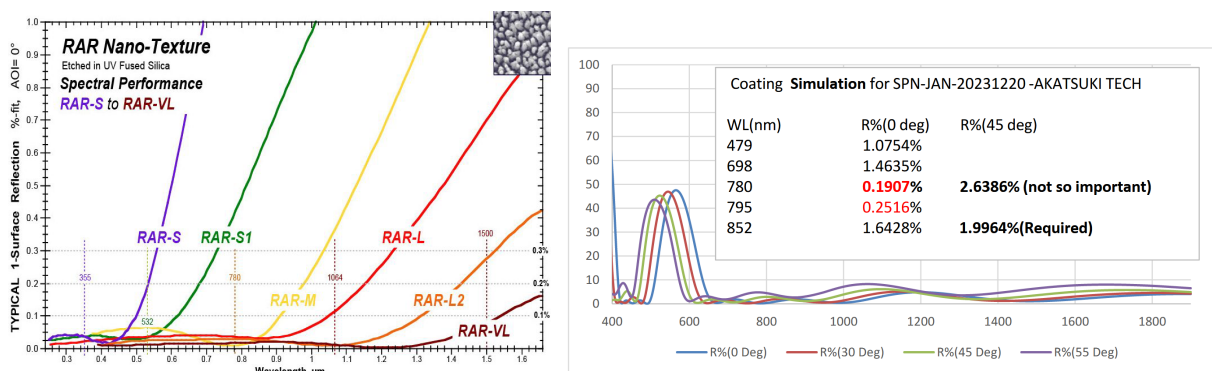 RAR Nano-Texture
Etched in UV Fused Silica
Spectral Performance
RAR-S to RAR-VL
TYPICAL 1-Surface Reflection %-fit, AOI= 0°
1.0
0.9
0.8
0.7
0.6
0.5
0.4
0.3
0.2
0.1
0.0
RAR-S
RAR-S1
RAR-M
RAR-L
RAR-L2
RAR-VL
355
532
780
1064
1500
0.3%
0.2%
0.1%
0.3 0.4 0.5 0.6 0.7 0.8 0.9 1.0 1.1 1.2 1.3 1.4 1.5 1.6
Wavelength, µm
100
90
80
70
60
50
40
30
20
10
0
400 600 800 1000 1200 1400 1600 1800
Coating Simulation for SPN-JAN-20231220 -AKATSUKI TECH
WL(nm) R%(0 deg) R%(45 deg)
479 1.0754%
698 1.4635%
780 0.1907% 2.6386% (not so important)
795 0.2516%
852 1.6428% 1.9964%(Required)
R%(0 Deg) R%(30 Deg) R%(45 Deg) R%(55 Deg)